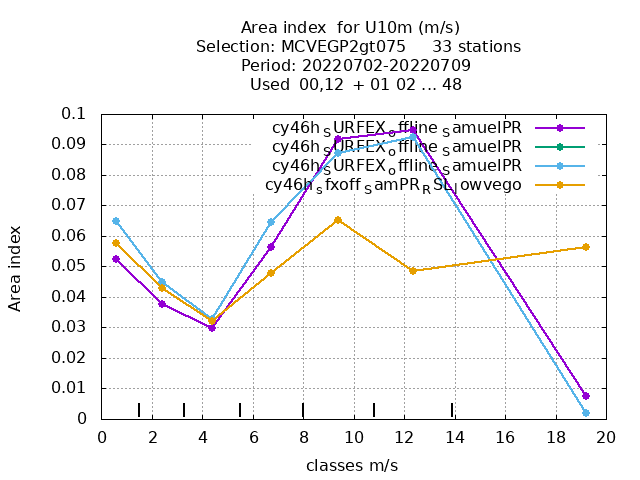 Area index  for U10m (m/s)
Selection: MCVEGP2gt075     33 stations
Period: 20220702-20220709
Used  00,12  + 01 02 ... 48
cy46h_SURFEX_offline_SamuelPR
cy46h_SURFEX_offline_SamuelPR
cy46h_SURFEX_offline_SamuelPR
cy46h_sfxoff_SamPR_RSL_lowvego
0.1
0.09
0.08
0.07
0.06
0.05
0.04
0.03
0.02
0.01
0
Area index
0 2 4 6 8 10 12 14 16 18 20
classes m/s